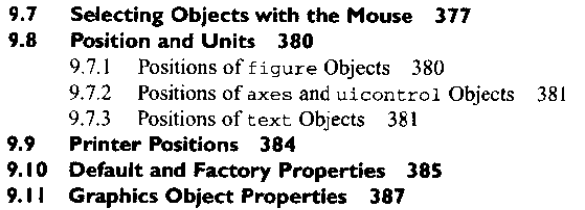 9.7 Selecting Objects with the Mouse 377
9.8 Position and Units 380
9.7.1 Positions of figure Objects 380
9.7.2 Positions of axes and uicontrol Objects 381
9.7.3 Positions of text Objects 381
9.9 Printer Positions 384
9.10 Default and Factory Properties 385
9.11 Graphics Object Properties 387